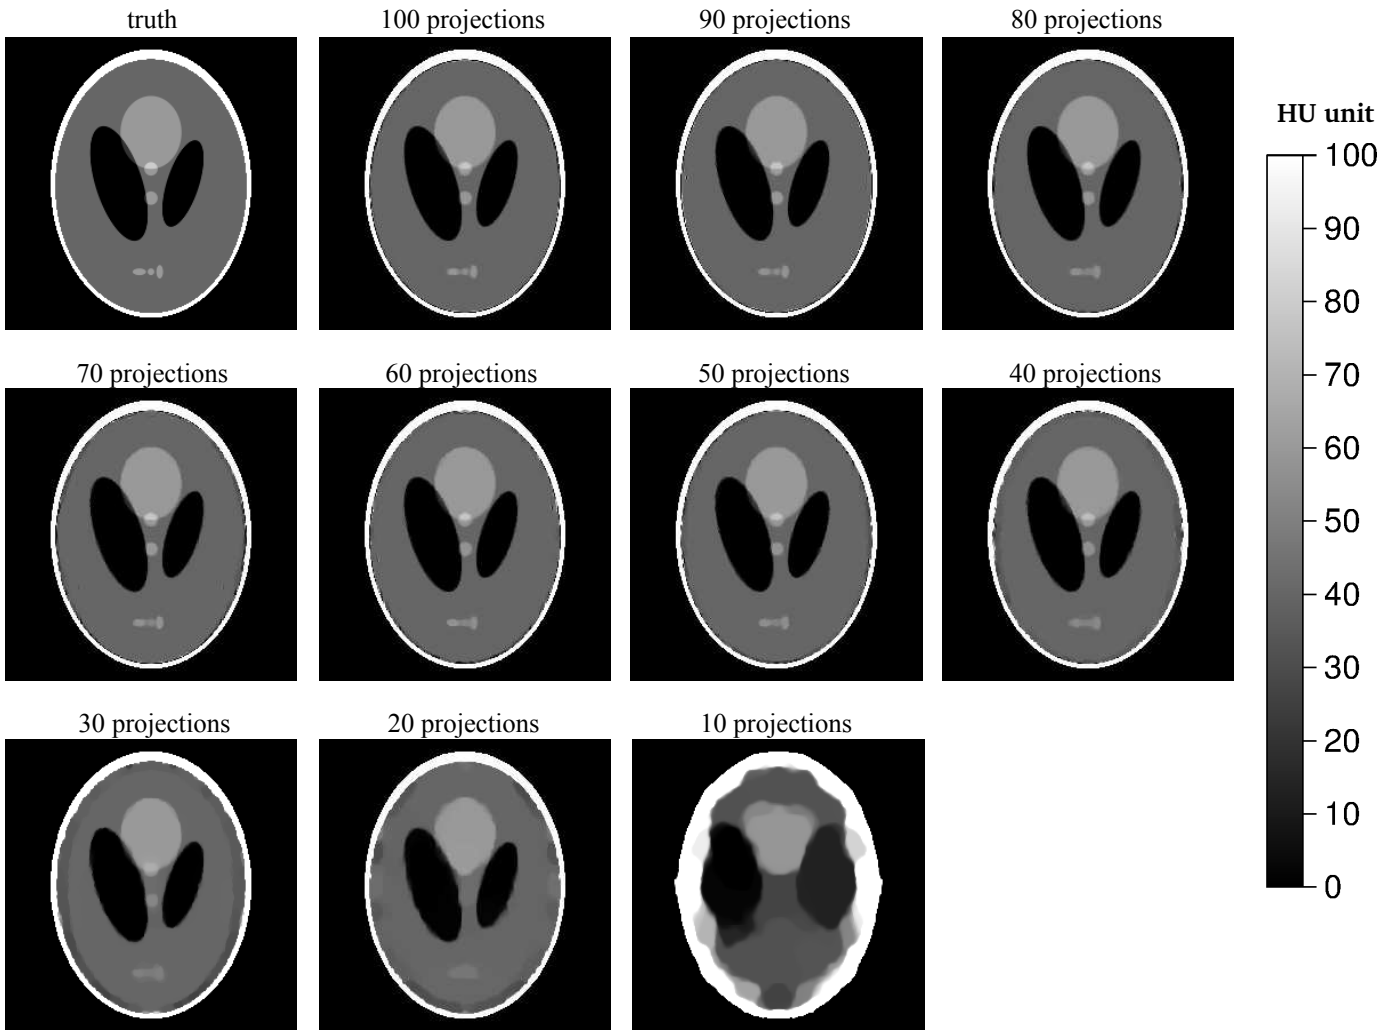 truth
100 projections
90 projections
80 projections
HU unit
100
90
80
70
60
50
40
30
20
10
0
70 projections
60 projections
50 projections
40 projections
30 projections
20 projections
10 projections